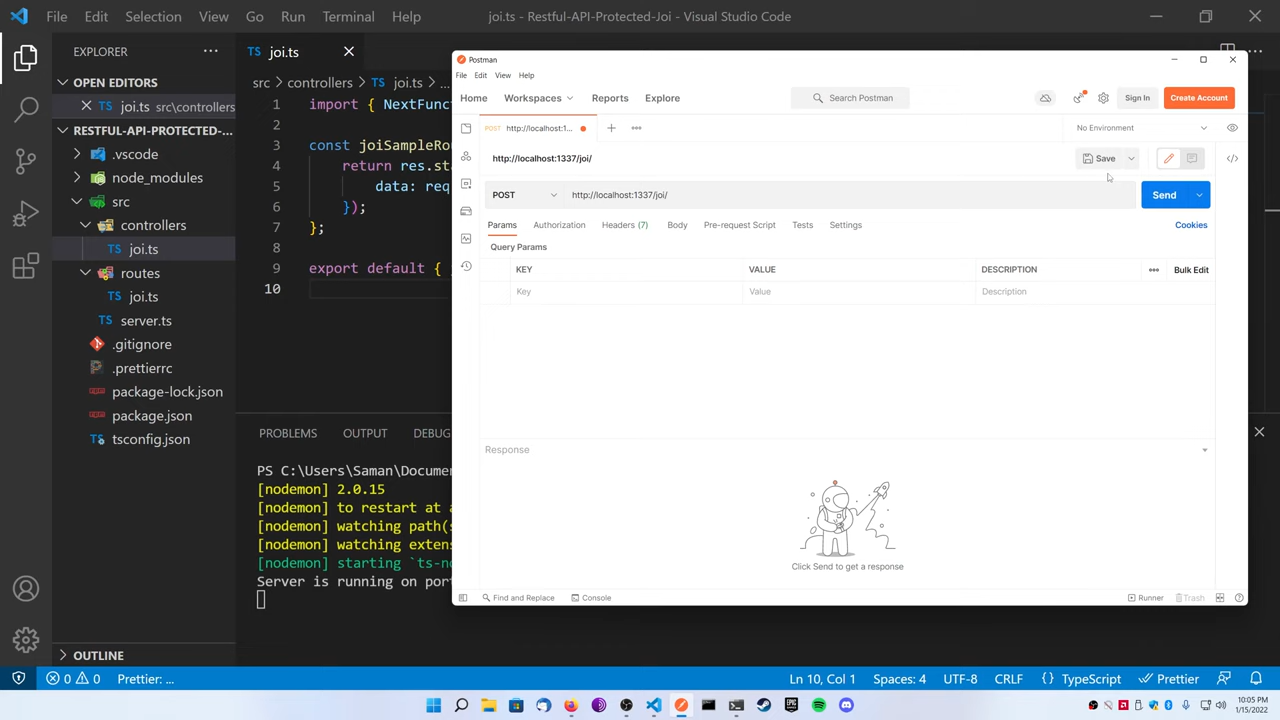 File Edit Selection View Go Run Terminal Help joi.ts - Restful-API-Protected-Joi - Visual Studio Code
EXPLORER
OPEN EDITORS
joi.ts src\controllers
RESTFUL-API-PROTECTED-...
.vscode
node_modules
src
controllers
joi.ts
routes
joi.ts
server.ts
.gitignore
.prettierrc
package-lock.json
package.json
tsconfig.json
OUTLINE
joi.ts
src > controllers > joi.ts
1 import { NextFunc
2
3 const joiSampleRo
4 return res.st
5 data: req
6 });
7 };
8
9 export default {
10
PROBLEMS OUTPUT DEBUG
PS C:\Users\Saman\Docume
[nodemon] 2.0.15
[nodemon] to restart at a
[nodemon] watching path(s
[nodemon] watching extens
[nodemon] starting `ts-no
Server is running on port
Postman
File Edit View Help
Home Workspaces Reports Explore Search Postman Sign In Create Account
POST http://localhost:1... No Environment
http://localhost:1337/joi/ Save
POST http://localhost:1337/joi/ Send
Params Authorization Headers (7) Body Pre-request Script Tests Settings Cookies
Query Params
KEY VALUE DESCRIPTION Bulk Edit
Key Value Description
Response
Click Send to get a response
Find and Replace Console Runner Trash
0 0 Prettier: ... Ln 10, Col 1 Spaces: 4 UTF-8 CRLF {} TypeScript Prettier
10:05 PM
1/15/2022